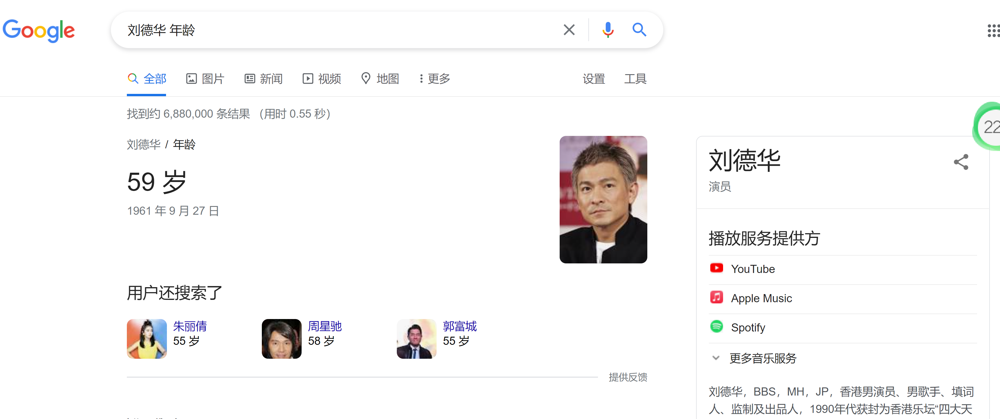 Google
刘德华 年龄
全部 图片 新闻 视频 地图 更多 设置 工具
找到约 6,880,000 条结果 （用时 0.55 秒）
刘德华 / 年龄
59 岁
1961 年 9 月 27 日
用户还搜索了
朱丽倩 周星驰 郭富城
55 岁 58 岁 55 岁
提供反馈
22
刘德华
演员
播放服务提供方
YouTube
Apple Music
Spotify
更多音乐服务
刘德华，BBS，MH，JP，香港男演员、男歌手、填词
人、监制及出品人，1990年代获封为香港乐坛“四大天